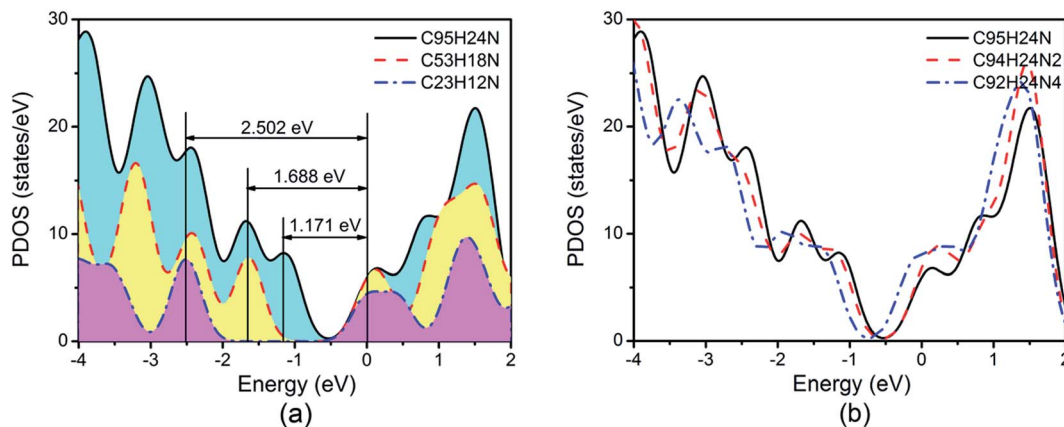 30
20
10
0
PDOS (states/eV)
C95H24N
C53H18N
C23H12N
2.502 eV
1.688 eV
1.171 eV
-4 -3 -2 -1 0 1 2
Energy (eV)
(a)
30
20
10
0
PDOS (states/eV)
C95H24N
C94H24N2
C92H24N4
-4 -3 -2 -1 0 1 2
Energy (eV)
(b)